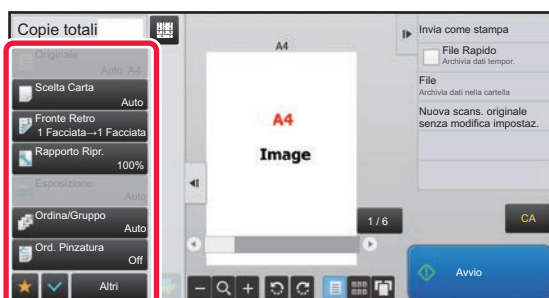 Copie totali
Originale
Auto A4
Scelta Carta
Auto
Fronte Retro
1 Facciata→1 Facciata
Rapporto Ripr.
100%
Esposizione
Auto
Ordina/Gruppo
Auto
Ord. Pinzatura
Off
Altri
A4
A4
Image
1 / 6
Invia come stampa
File Rapido
Archivia dati tempor.
File
Archivia dati nella cartella
Nuova scans. originale
senza modifica impostaz.
CA
Avvio